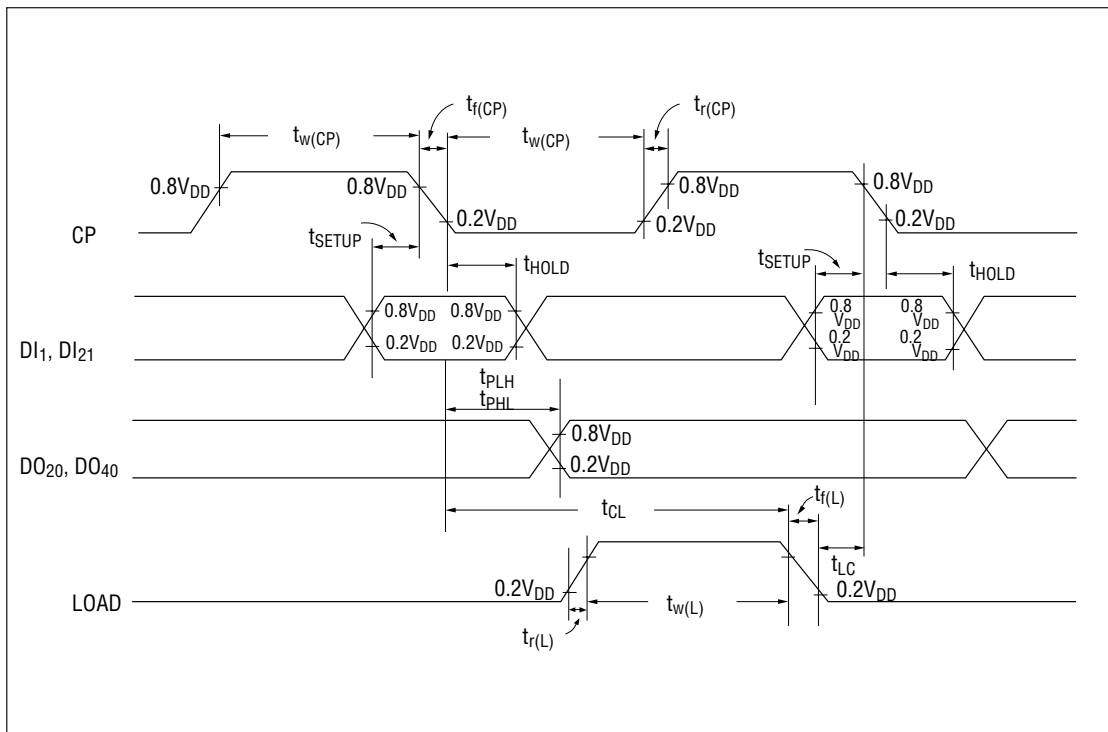 tf(CP)
tr(CP)
tw(CP)
tw(CP)
0.8VDD
0.8VDD
0.8VDD
CP
0.2VDD
0.2VDD
0.8VDD
0.2VDD
tSETUP
tHOLD
tSETUP
tHOLD
DI1, DI21
0.8VDD
0.8VDD
0.2VDD
0.2VDD
0.8
VDD
0.2
VDD
0.8
VDD
0.2
VDD
tPLH
tPHL
DO20, DO40
0.8VDD
0.2VDD
tCL
tf(L)
tLC
LOAD
0.2VDD
tw(L)
0.2VDD
tr(L)